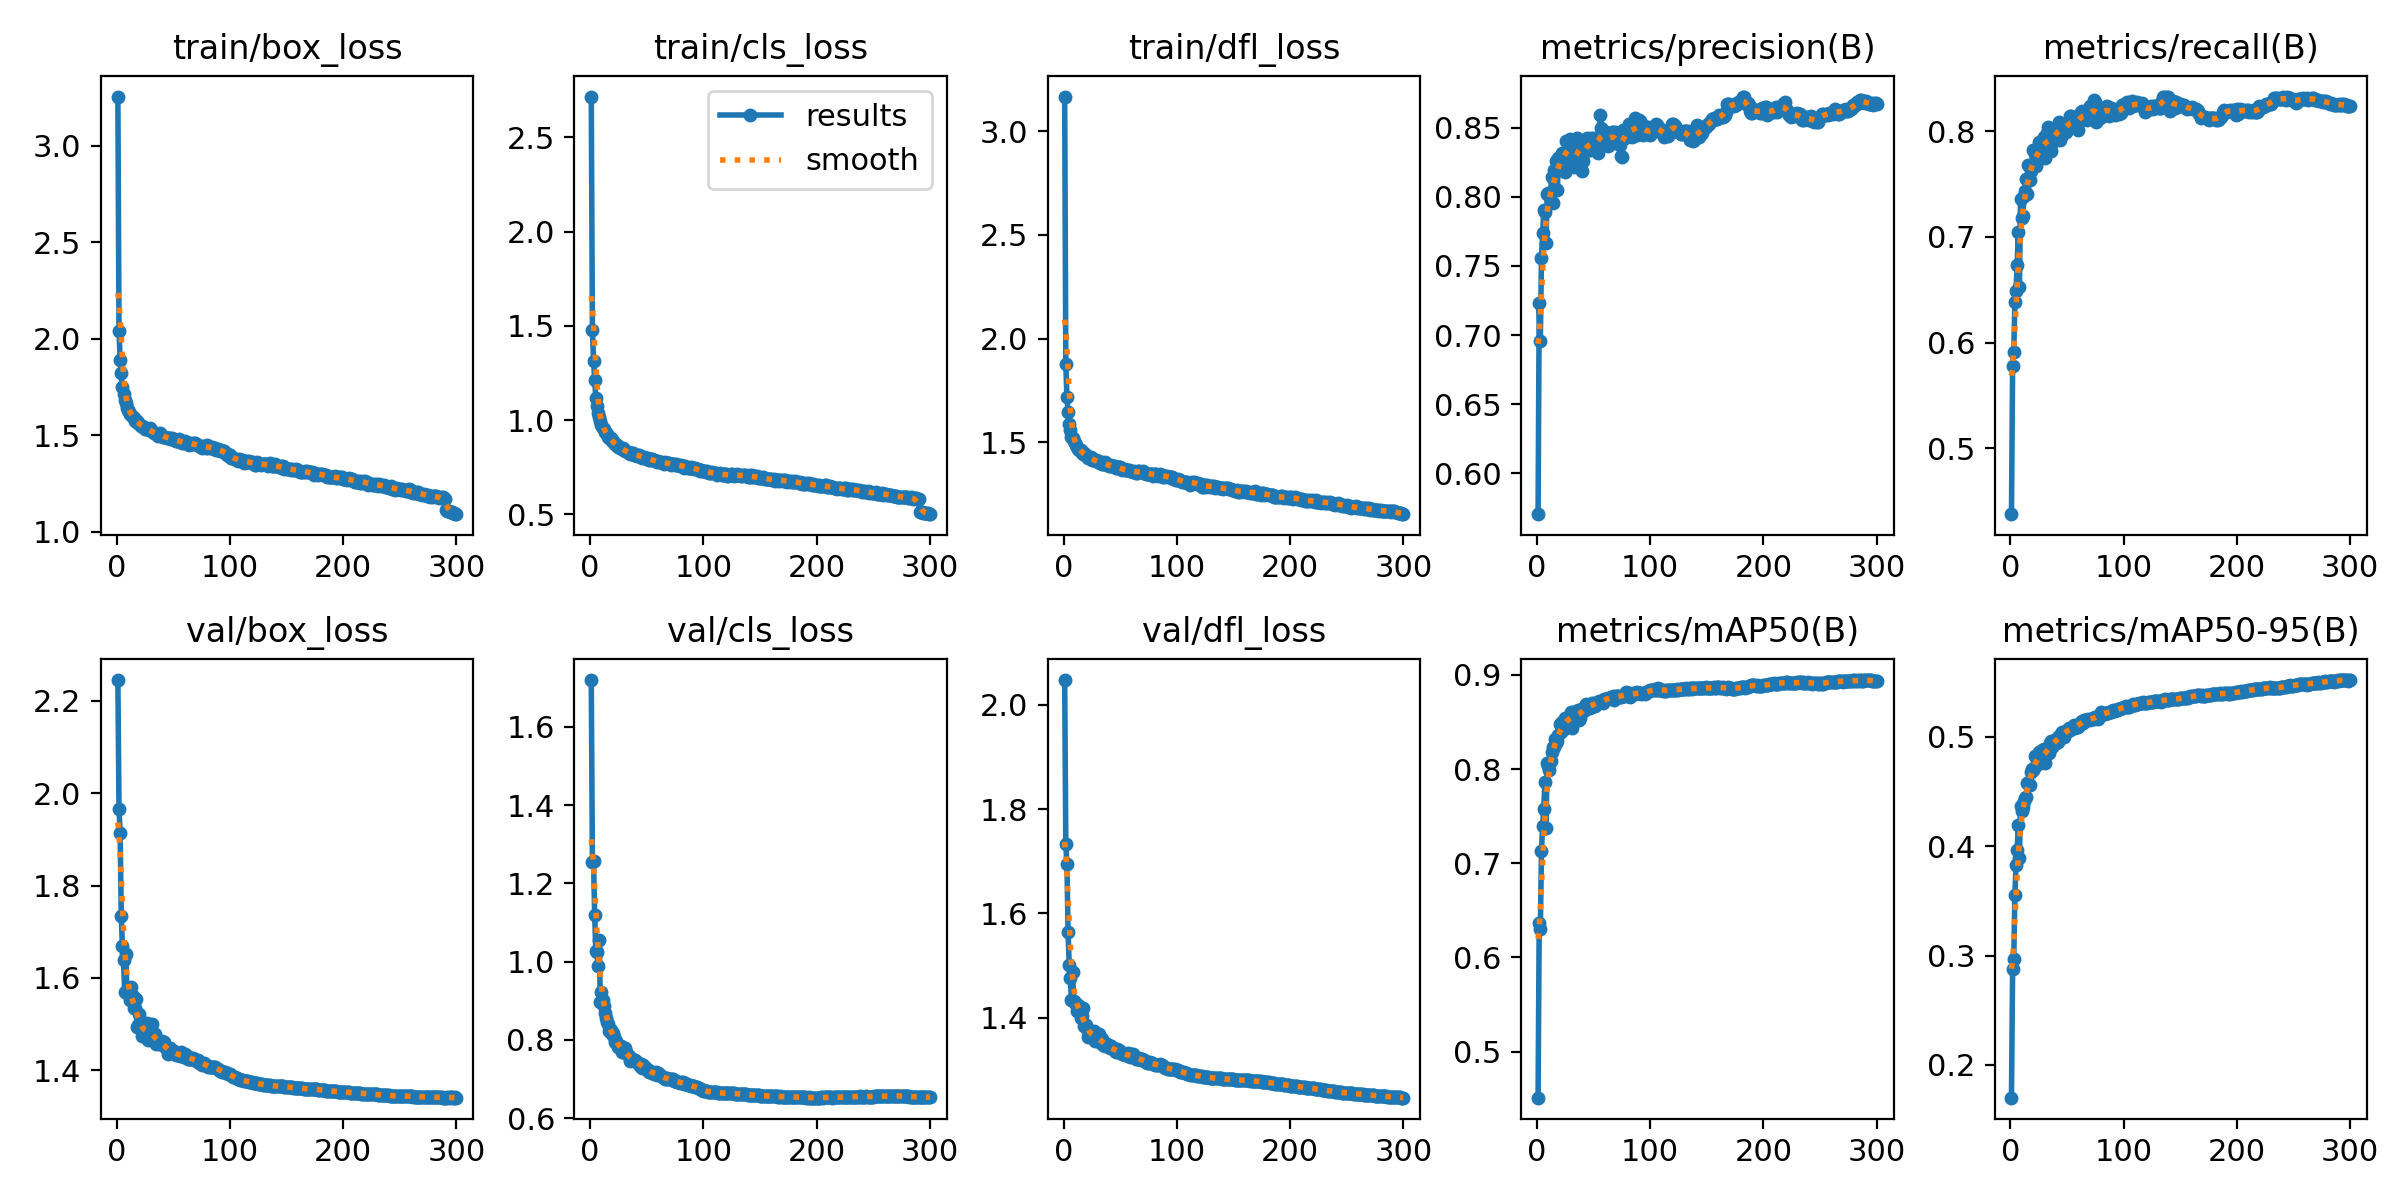 train/box_loss
3.0
2.5
2.0
1.5
1.0
0 100 200 300
train/cls_loss
results
smooth
2.5
2.0
1.5
1.0
0.5
0 100 200 300
train/dfl_loss
3.0
2.5
2.0
1.5
0 100 200 300
metrics/precision(B)
0.85
0.80
0.75
0.70
0.65
0.60
0 100 200 300
metrics/recall(B)
0.8
0.7
0.6
0.5
0 100 200 300
val/box_loss
2.2
2.0
1.8
1.6
1.4
0 100 200 300
val/cls_loss
1.6
1.4
1.2
1.0
0.8
0.6
0 100 200 300
val/dfl_loss
2.0
1.8
1.6
1.4
0 100 200 300
metrics/mAP50(B)
0.9
0.8
0.7
0.6
0.5
0 100 200 300
metrics/mAP50-95(B)
0.5
0.4
0.3
0.2
0 100 200 300